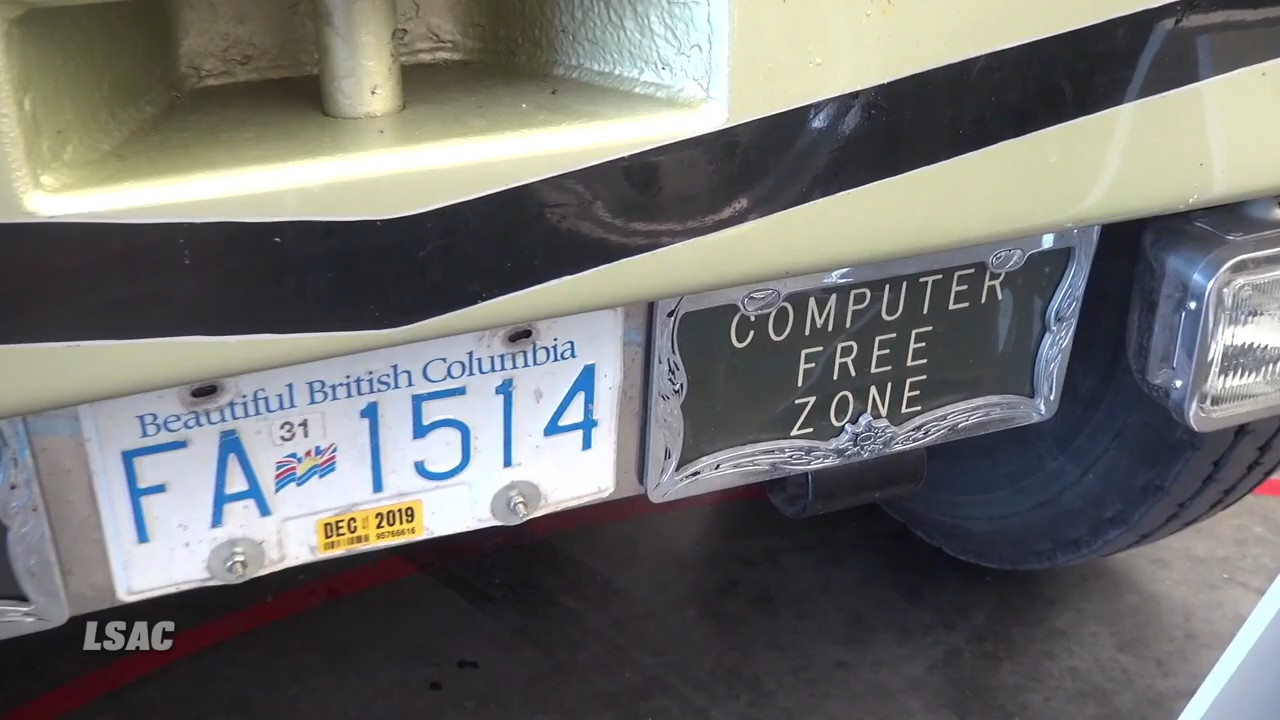 Beautiful British Columbia
31
FA 1514
DEC 2019
95766616
COMPUTER
FREE
ZONE
LSAC